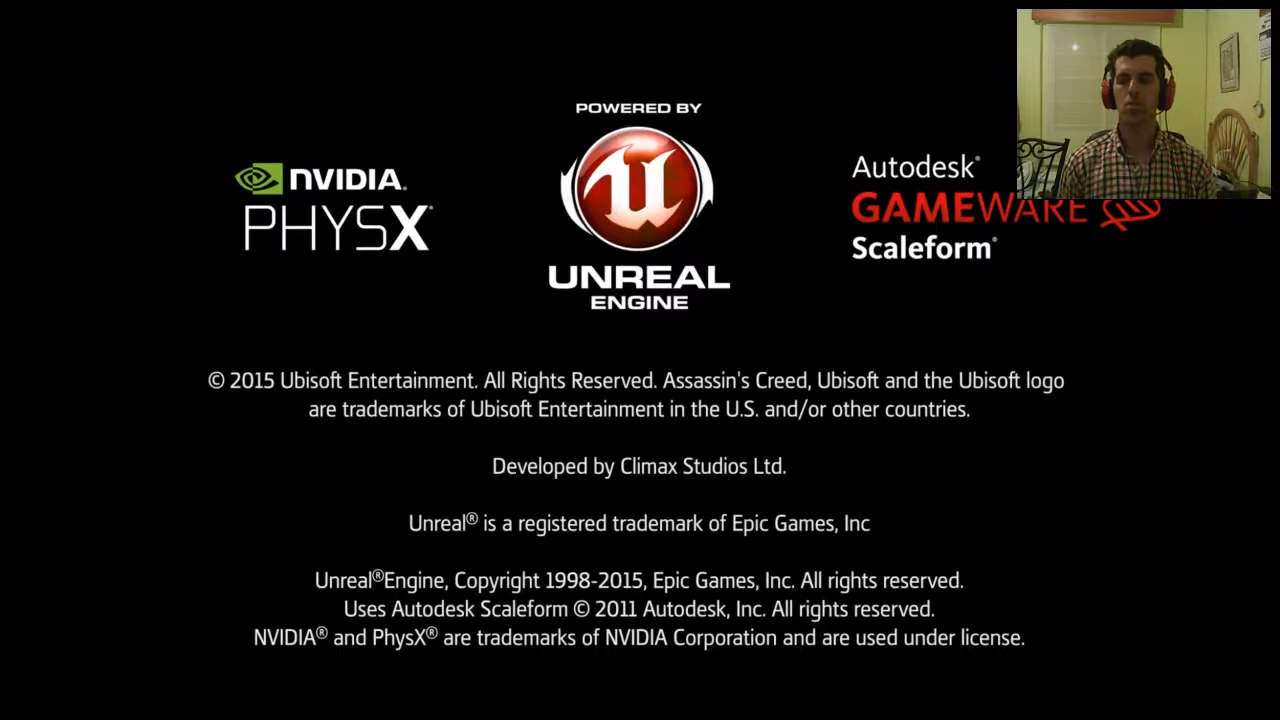 POWERED BY
NVIDIA.
PHYSX®
UNREAL
ENGINE
Autodesk®
GAMEWARE
Scaleform®
© 2015 Ubisoft Entertainment. All Rights Reserved. Assassin's Creed, Ubisoft and the Ubisoft logo
are trademarks of Ubisoft Entertainment in the U.S. and/or other countries.
Developed by Climax Studios Ltd.
Unreal® is a registered trademark of Epic Games, Inc
Unreal®Engine, Copyright 1998-2015, Epic Games, Inc. All rights reserved.
Uses Autodesk Scaleform © 2011 Autodesk, Inc. All rights reserved.
NVIDIA® and PhysX® are trademarks of NVIDIA Corporation and are used under license.